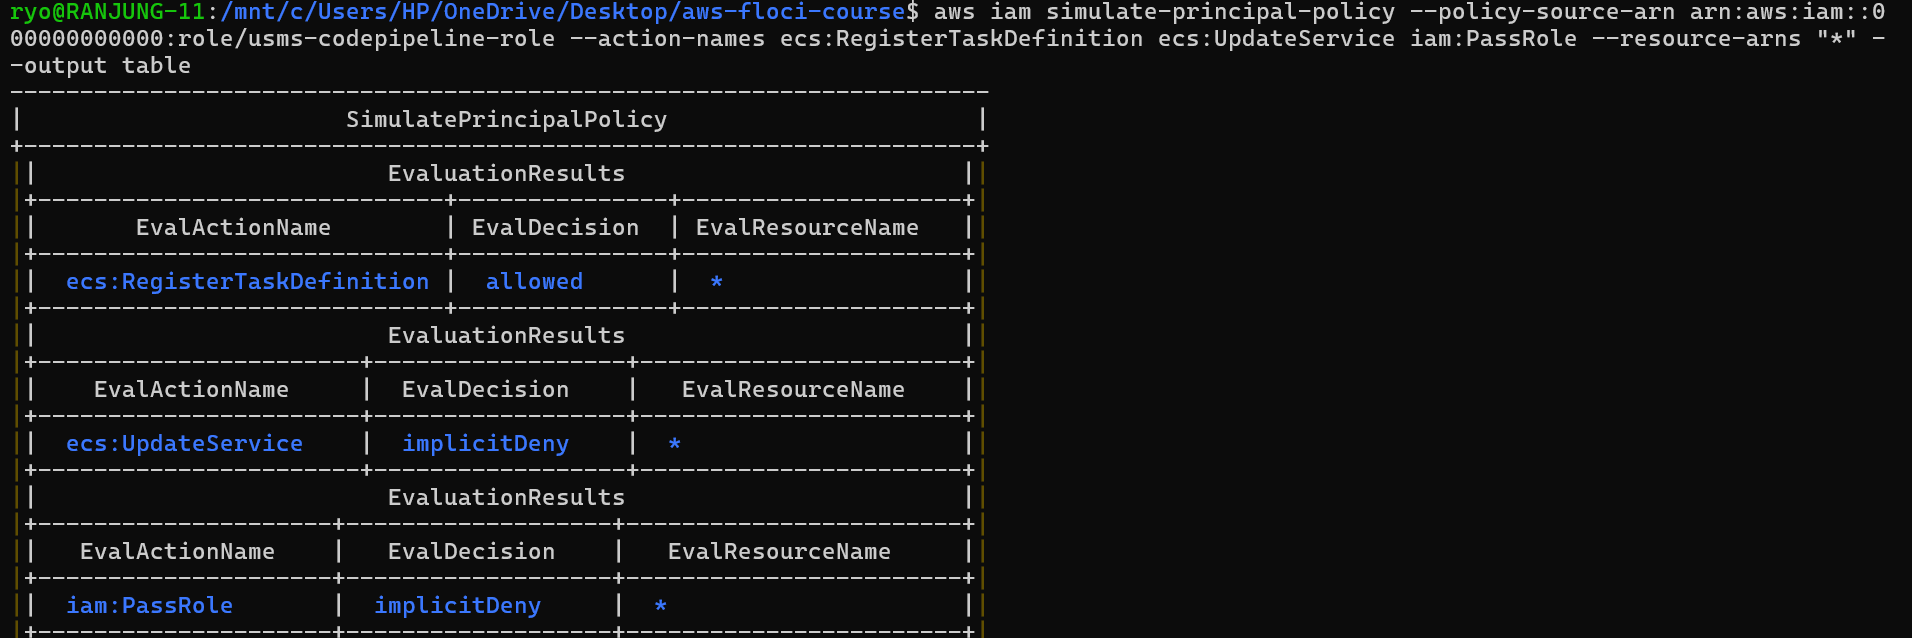 ryo@RANJUNG-11:/mnt/c/Users/HP/OneDrive/Desktop/aws-floci-course$ aws iam simulate-principal-policy --policy-source-arn arn:aws:iam::0
00000000000:role/usms-codepipeline-role --action-names ecs:RegisterTaskDefinition ecs:UpdateService iam:PassRole --resource-arns "*" -
-output table
----------------------------------------------------------------------
|                       SimulatePrincipalPolicy                      |
+--------------------------------------------------------------------+
||                         EvaluationResults                        ||
|+------------------------------+---------------+--------------------+|
||       EvalActionName         | EvalDecision  | EvalResourceName   ||
|+------------------------------+---------------+--------------------+|
||  ecs:RegisterTaskDefinition  |  allowed      |  *                 ||
|+------------------------------+---------------+--------------------+|
||                         EvaluationResults                        ||
|+------------------------+------------------+-----------------------+|
||    EvalActionName      |  EvalDecision    |   EvalResourceName    ||
|+------------------------+------------------+-----------------------+|
||  ecs:UpdateService     |  implicitDeny    |  *                    ||
|+------------------------+------------------+-----------------------+|
||                         EvaluationResults                        ||
|+----------------------+-------------------+------------------------+|
||   EvalActionName     |   EvalDecision    |   EvalResourceName     ||
|+----------------------+-------------------+------------------------+|
||  iam:PassRole        |  implicitDeny     |  *                     ||
|+----------------------+-------------------+------------------------+|